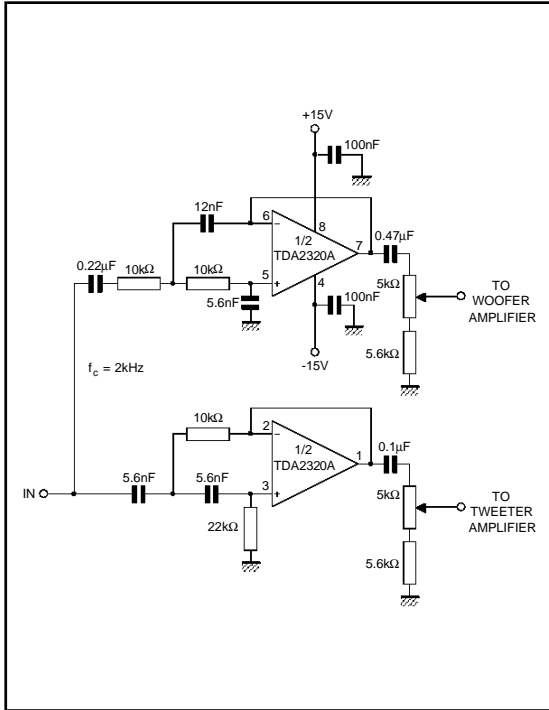 +15V
100nF
12nF
6
8
1/2
TDA2320A
7
0.47µF
0.22µF
10kΩ
10kΩ
5
4
5.6nF
100nF
5kΩ
TO
WOOFER
AMPLIFIER
-15V
5.6kΩ
f c = 2kHz
10kΩ
2
1/2
TDA2320A
1
0.1µF
5.6nF
5.6nF
3
IN
22kΩ
5kΩ
TO
TWEETER
AMPLIFIER
5.6kΩ